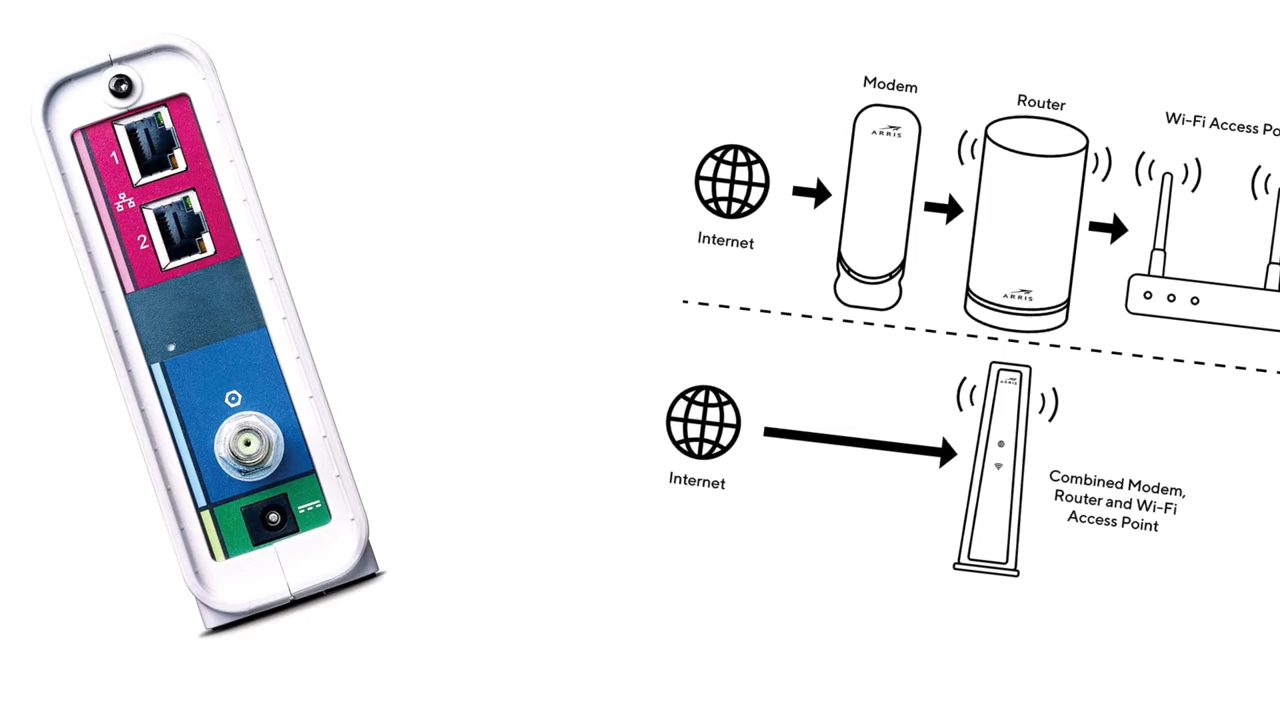 1
2
Modem
Router
Wi-Fi Access Po
ARRIS
ARRIS
Internet
ARRIS
Internet
Combined Modem,
Router and Wi-Fi
Access Point